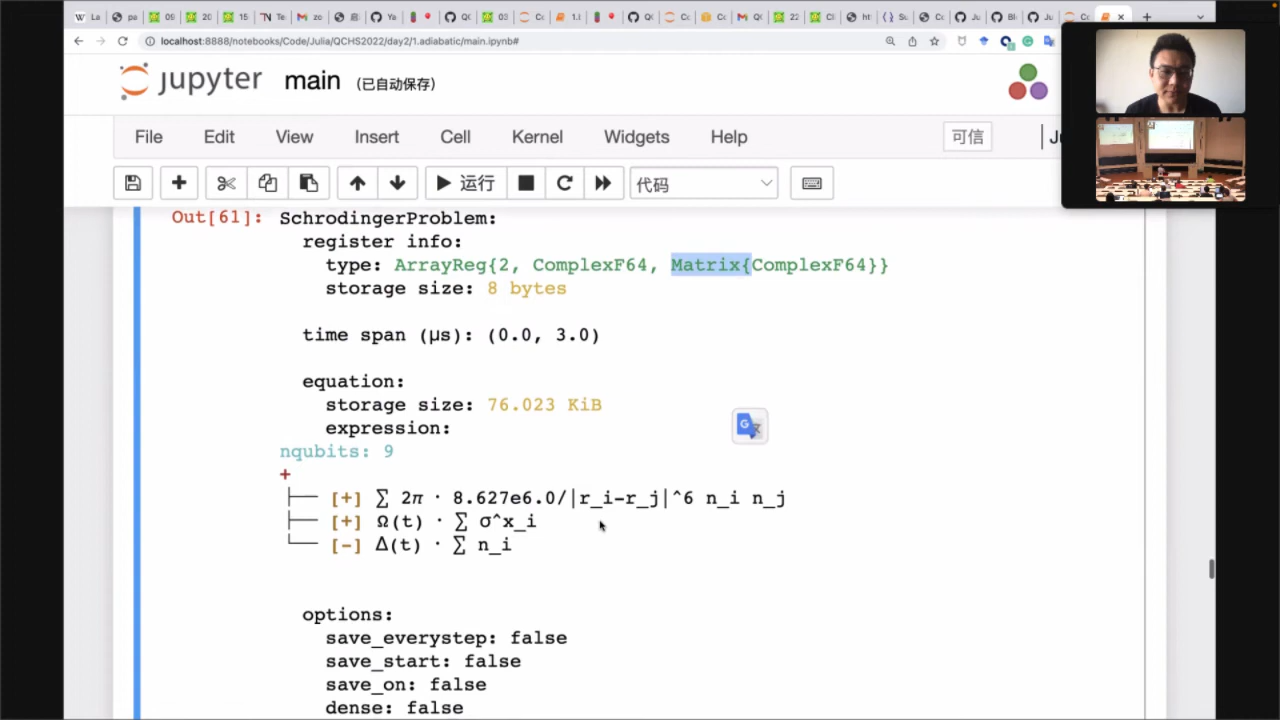 localhost:8888/notebooks/Code/Julia/QCHS2022/day2/1.adiabatic/main.ipynb#
jupyter main (已自动保存)
File Edit View Insert Cell Kernel Widgets Help 可信
运行 代码
Out[61]: SchrodingerProblem:
register info:
type: ArrayReg{2, ComplexF64, Matrix{ComplexF64}}
storage size: 8 bytes
time span (μs): (0.0, 3.0)
equation:
storage size: 76.023 KiB
expression:
nqubits: 9
+
├── [+] ∑ 2π ⋅ 8.627e6.0/|r_i-r_j|^6 n_i n_j
├── [+] Ω(t) ⋅ ∑ σ^x_i
└── [-] Δ(t) ⋅ ∑ n_i
options:
save_everystep: false
save_start: false
save_on: false
dense: false